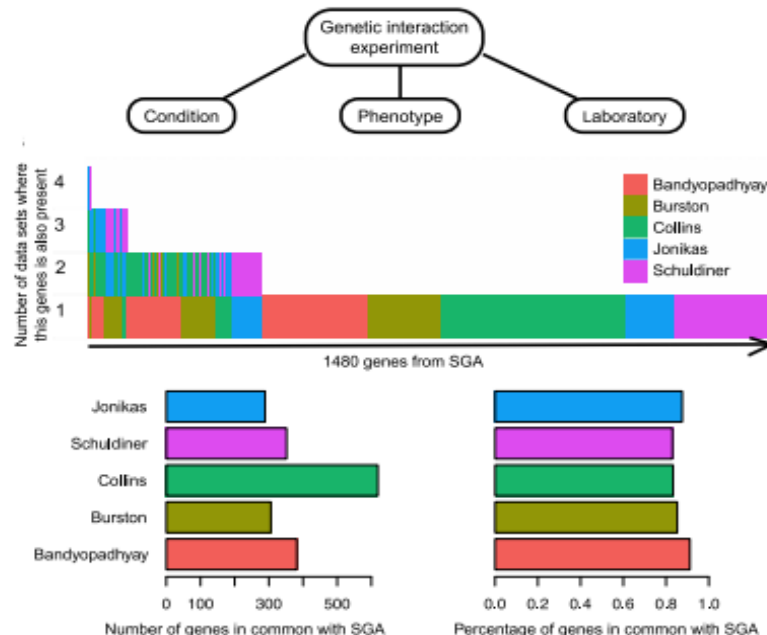 Genetic interaction
experiment
Condition
Phenotype
Laboratory
Number of data sets where
this genes is also present
4
3
2
1
Bandyopadhyay
Burston
Collins
Jonikas
Schuldiner
1480 genes from SGA
Jonikas
Schuldiner
Collins
Burston
Bandyopadhyay
0 100 300 500
Number of genes in common with SGA
0.0 0.2 0.4 0.6 0.8 1.0
Percentage of genes in common with SGA